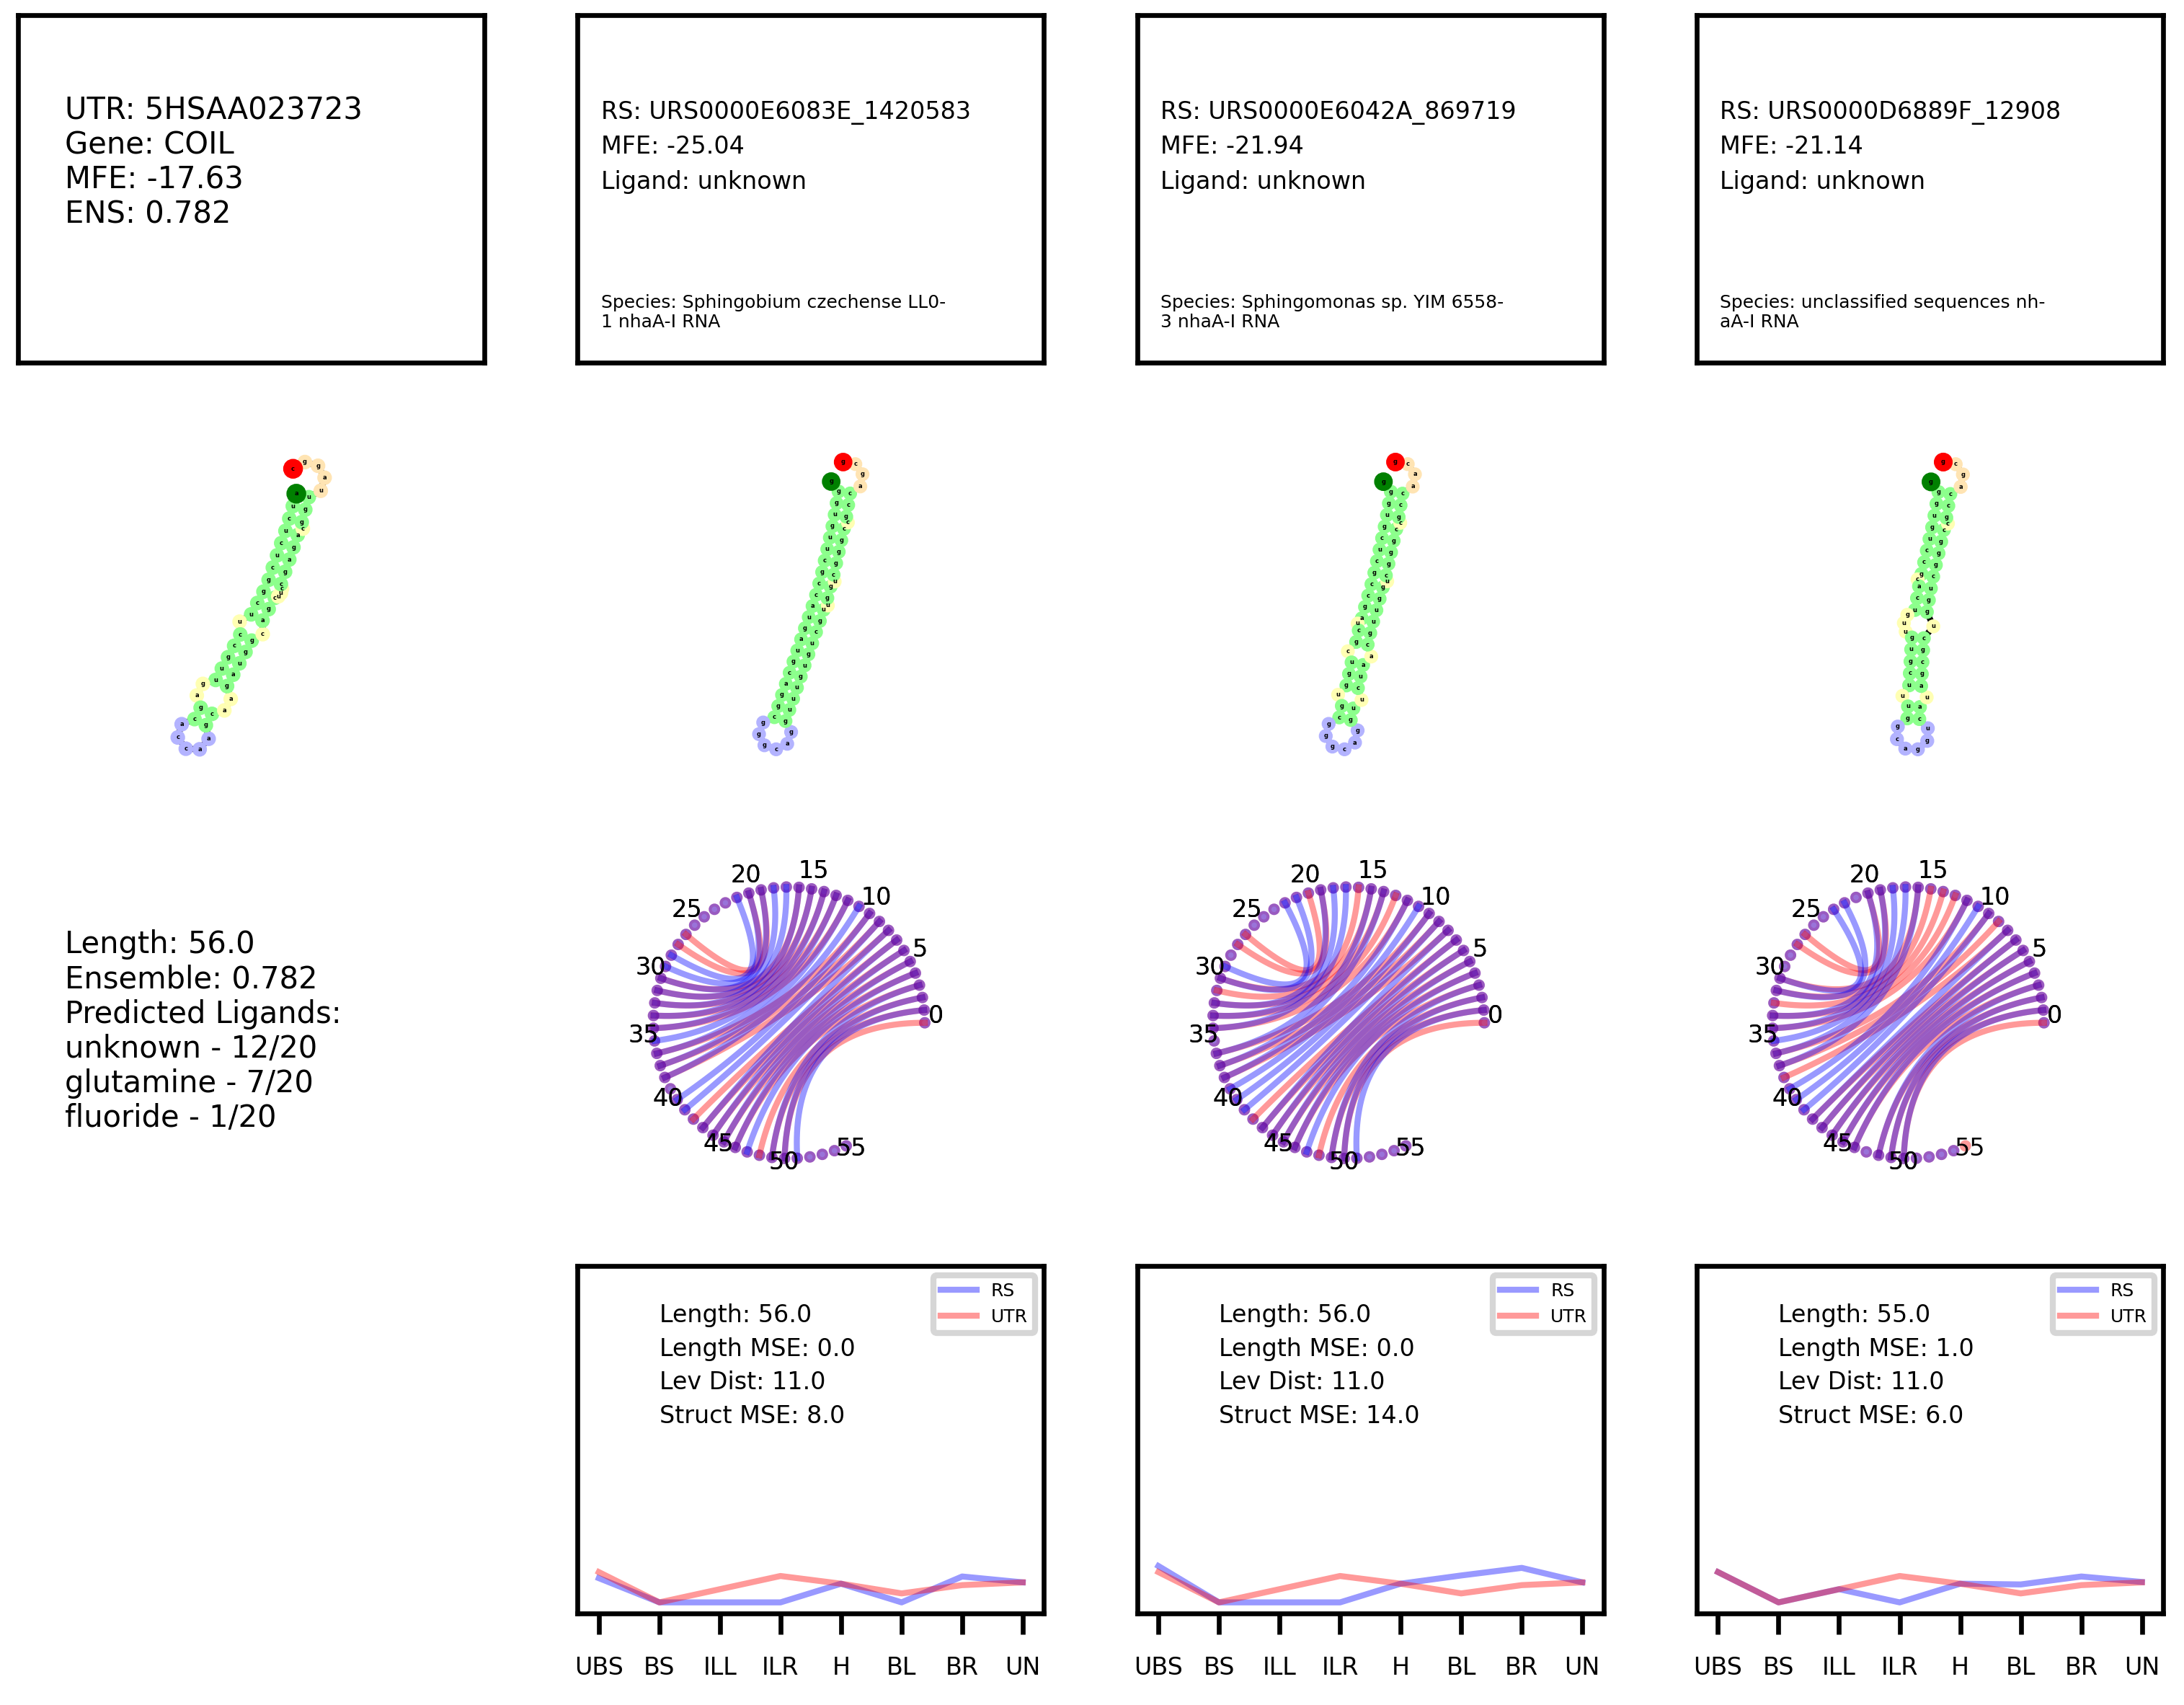 UTR: 5HSAA023723
Gene: COIL
MFE: -17.63
ENS: 0.782
RS: URS0000E6083E_1420583
MFE: -25.04
Ligand: unknown
Species: Sphingobium czechense LL0-
1 nhaA-I RNA
RS: URS0000E6042A_869719
MFE: -21.94
Ligand: unknown
Species: Sphingomonas sp. YIM 6558-
3 nhaA-I RNA
RS: URS0000D6889F_12908
MFE: -21.14
Ligand: unknown
Species: unclassified sequences nh-
aA-I RNA
Length: 56.0
Ensemble: 0.782
Predicted Ligands:
unknown - 12/20
glutamine - 7/20
fluoride - 1/20
0
5
10
15
20
25
30
35
40
45
50
55
0
5
10
15
20
25
30
35
40
45
50
55
0
5
10
15
20
25
30
35
40
45
50
55
RS
UTR
Length: 56.0
Length MSE: 0.0
Lev Dist: 11.0
Struct MSE: 8.0
UBS BS ILL ILR H BL BR UN
RS
UTR
Length: 56.0
Length MSE: 0.0
Lev Dist: 11.0
Struct MSE: 14.0
UBS BS ILL ILR H BL BR UN
RS
UTR
Length: 55.0
Length MSE: 1.0
Lev Dist: 11.0
Struct MSE: 6.0
UBS BS ILL ILR H BL BR UN